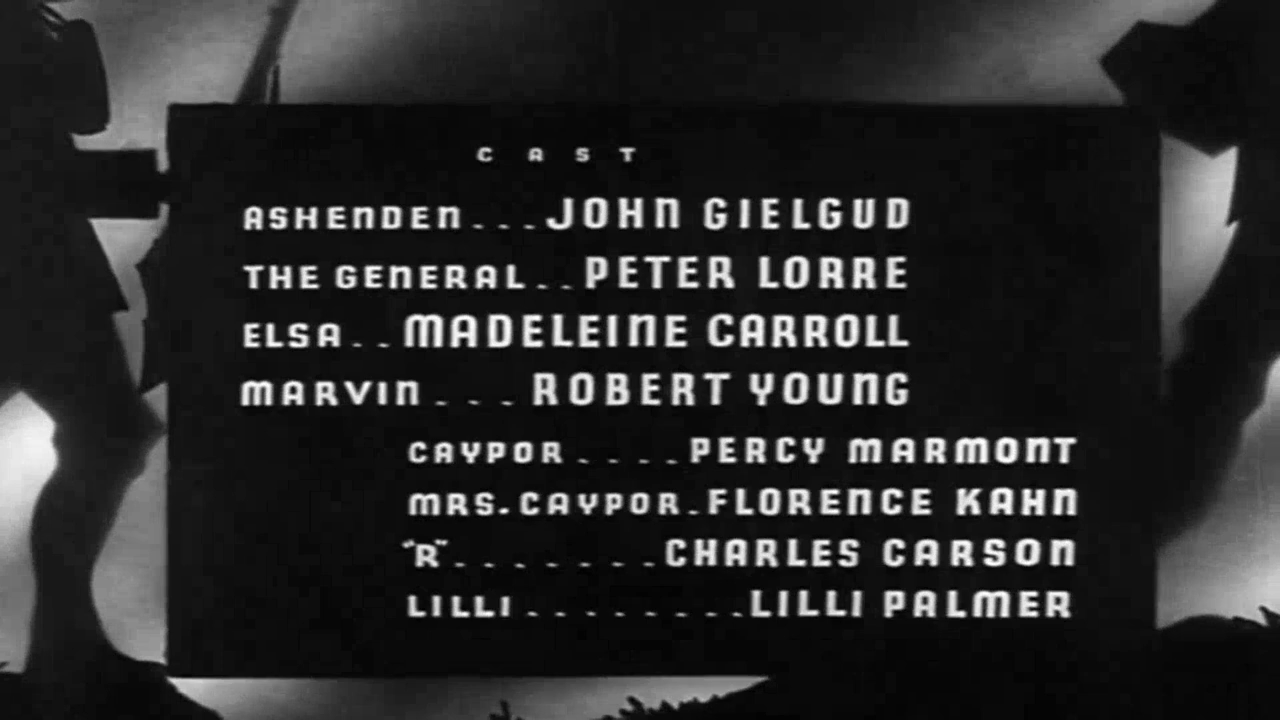 CAST
ASHENDEN...JOHN GIELGUD
THE GENERAL..PETER LORRE
ELSA..MADELEINE CARROLL
MARVIN....ROBERT YOUNG
CAYPOR....PERCY MARMONT
MRS.CAYPOR.FLORENCE KAHN
"R".......CHARLES CARSON
LILLI........LILLI PALMER